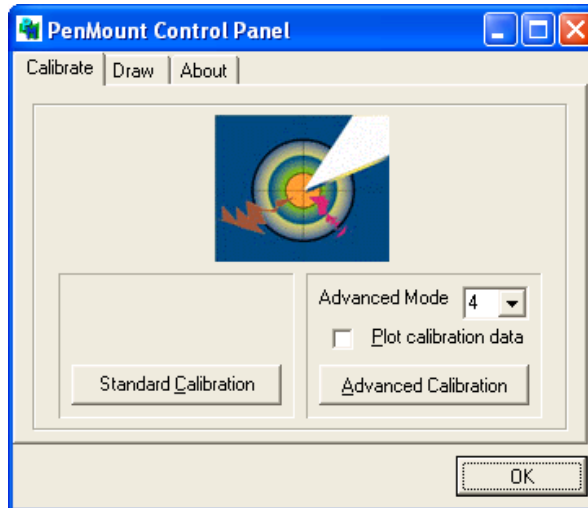 PenMount Control Panel
Calibrate Draw About
Advanced Mode 4
Plot calibration data
Standard Calibration Advanced Calibration
OK